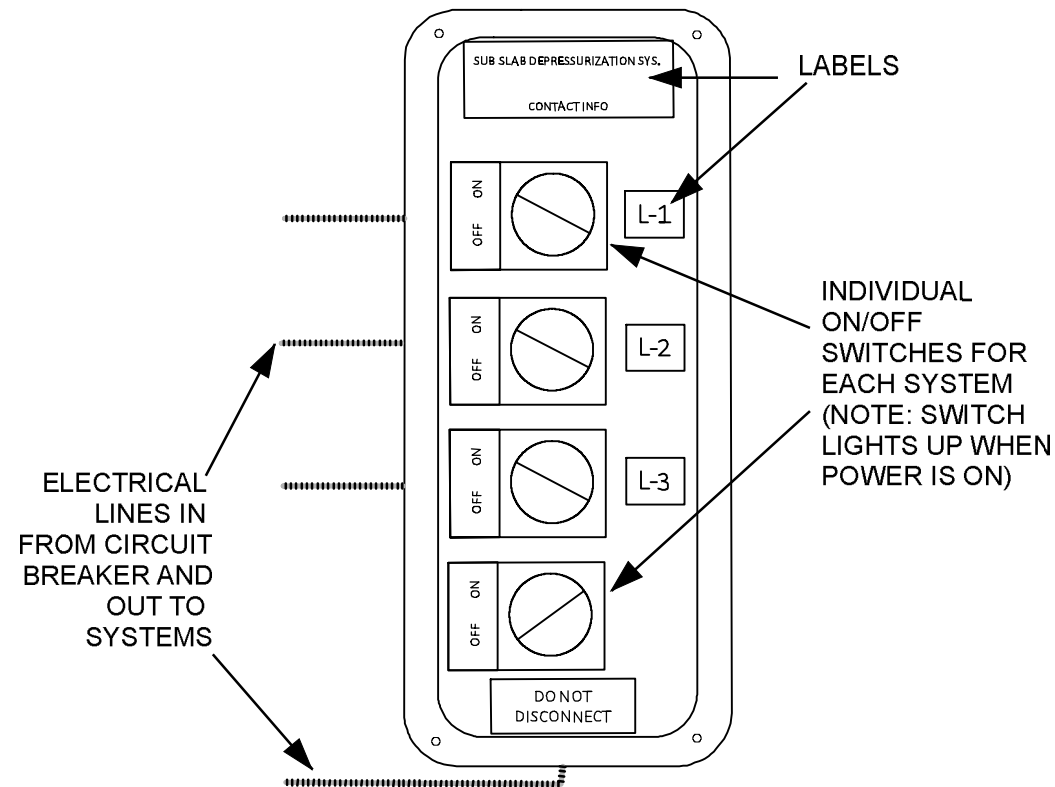 SUB SLAB DEPRESSURIZATION SYS.
CONTACT INFO
LABELS
ON
OFF
L-1
ON
OFF
L-2
ON
OFF
L-3
ON
OFF
DO NOT
DISCONNECT
INDIVIDUAL
ON/OFF
SWITCHES FOR
EACH SYSTEM
(NOTE: SWITCH
LIGHTS UP WHEN
POWER IS ON)
ELECTRICAL
LINES IN
FROM CIRCUIT
BREAKER AND
OUT TO
SYSTEMS